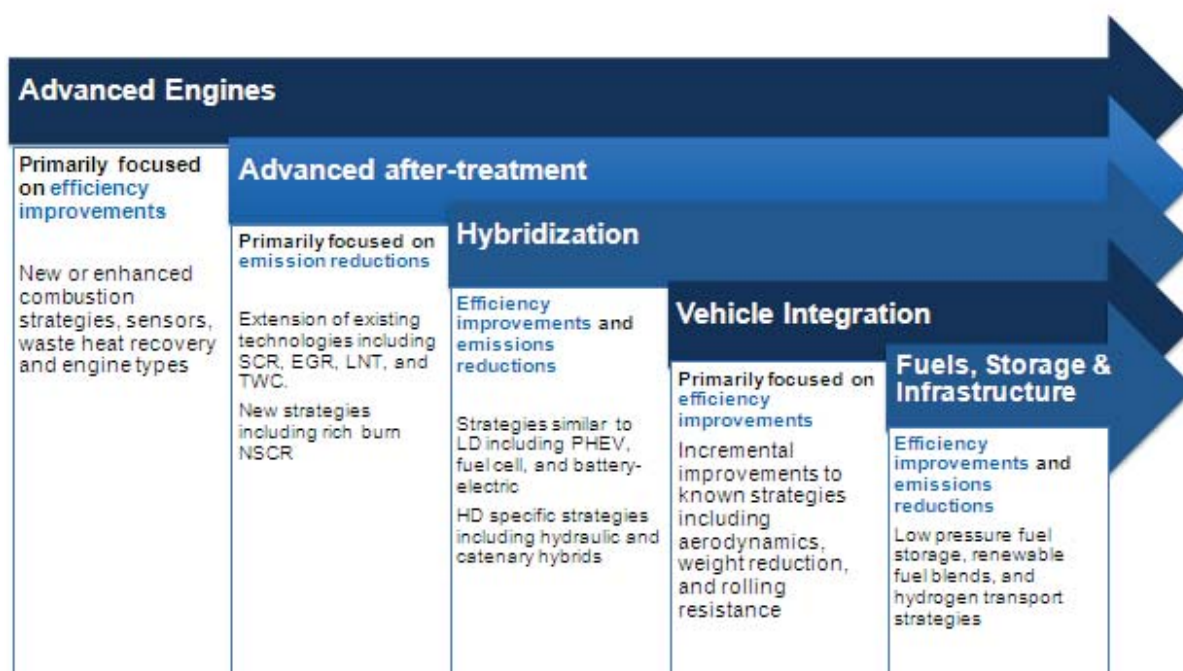 Advanced Engines
Primarily focused
on efficiency
improvements
New or enhanced
combustion
strategies, sensors,
waste heat recovery
and engine types
Advanced after-treatment
Primarily focused on
emission reductions
Extension of existing
technologies including
SCR, EGR, LNT, and
TWC.
New strategies
including rich burn
NSCR
Hybridization
Efficiency
improvements and
emissions
reductions
Strategies similar to
LD including PHEV,
fuel cell, and battery-
electric
HD specific strategies
including hydraulic and
catenary hybrids
Vehicle Integration
Primarily focused on
efficiency
improvements
Incremental
improvements to
known strategies
including
aerodynamics,
weight reduction,
and rolling
resistance
Fuels, Storage &
Infrastructure
Efficiency
improvements and
emissions
reductions
Low pressure fuel
storage, renewable
fuel blends, and
hydrogen transport
strategies